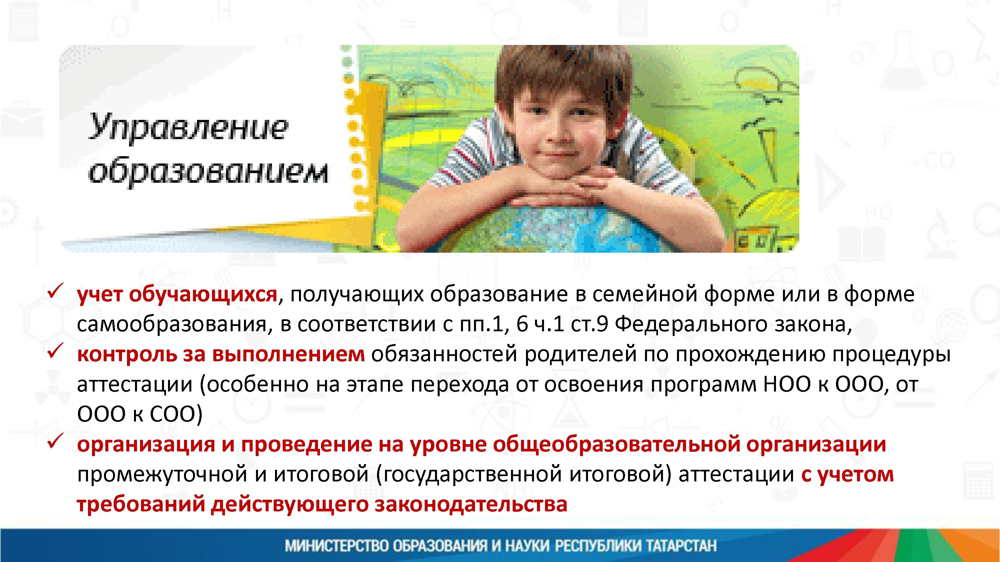 Управление
образованием
✓ учет обучающихся, получающих образование в семейной форме или в форме
самообразования, в соответствии с пп.1, 6 ч.1 ст.9 Федерального закона,
✓ контроль за выполнением обязанностей родителей по прохождению процедуры
аттестации (особенно на этапе перехода от освоения программ НОО к ООО, от
ООО к СОО)
✓ организация и проведение на уровне общеобразовательной организации
промежуточной и итоговой (государственной итоговой) аттестации с учетом
требований действующего законодательства
МИНИСТЕРСТВО ОБРАЗОВАНИЯ И НАУКИ РЕСПУБЛИКИ ТАТАРСТАН